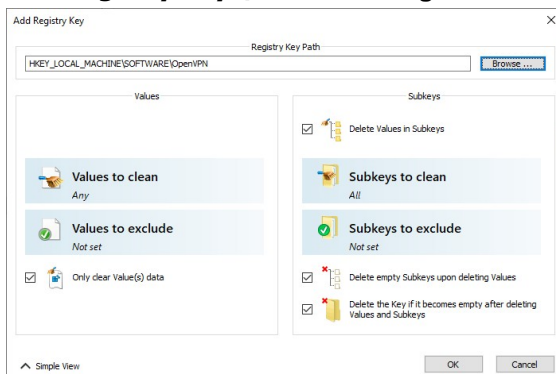 Add Registry Key
Registry Key Path
HKEY_LOCAL_MACHINE\SOFTWARE\OpenVPN
Browse ...
Values
Values to clean
Any
Values to exclude
Not set
Only clear Value(s) data
Subkeys
Delete Values in Subkeys
Subkeys to clean
All
Subkeys to exclude
Not set
Delete empty Subkeys upon deleting Values
Delete the Key if it becomes empty after deleting
Values and Subkeys
Simple View
OK
Cancel